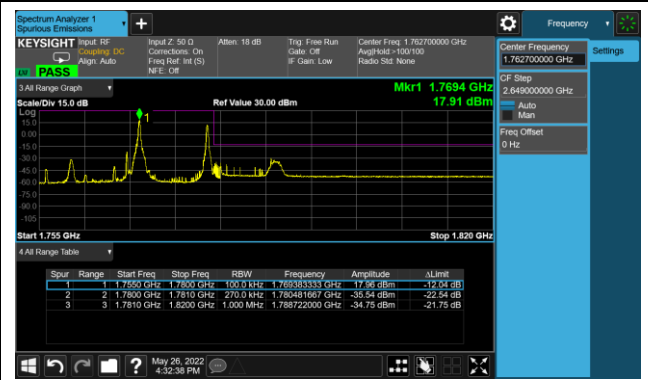 Spectrum Analyzer 1
Spurious Emissions
Frequency
KEYSIGHT
Input: RF
Coupling: DC
Align: Auto
Input Z: 50 Ω
Corrections: On
Freq Ref: Int (S)
NFE: Off
Atten: 18 dB
Trig: Free Run
Gate: Off
IF Gain: Low
Center Freq: 1.762700000 GHz
Avg|Hold:>100/100
Radio Std: None
PASS
Center Frequency
1.762700000 GHz
Settings
CF Step
2.649000000 GHz
Auto
Man
Freq Offset
0 Hz
3 All Range Graph
Mkr1 1.7694 GHz
Scale/Div 15.0 dB
Ref Value 30.00 dBm
17.91 dBm
Log
15.0
0.00
-15.0
-30.0
-45.0
-60.0
-75.0
-90.0
-105
1
Start 1.755 GHz
Stop 1.820 GHz
4 All Range Table
Spur Range Start Freq Stop Freq RBW Frequency Amplitude ΔLimit
1 1 1.7550 GHz 1.7800 GHz 100.0 kHz 1.769383333 GHz 17.96 dBm -12.04 dB
2 2 1.7800 GHz 1.7810 GHz 270.0 kHz 1.780481667 GHz -35.54 dBm -22.54 dB
3 3 1.7810 GHz 1.8200 GHz 1.000 MHz 1.788722000 GHz -34.75 dBm -21.75 dB
?
May 26, 2022
4:32:38 PM